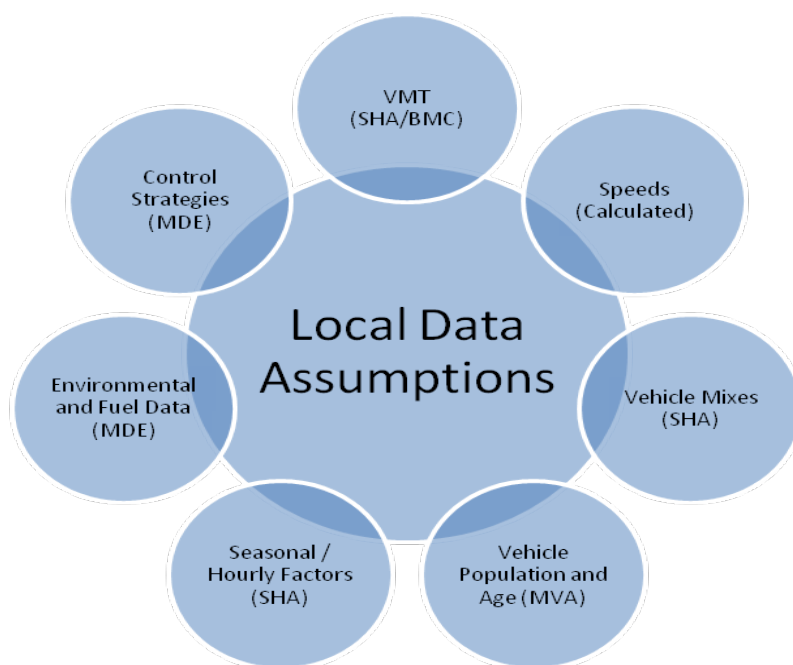 VMT
(SHA/BMC)
Control
Strategies
(MDE)
Speeds
(Calculated)
Local Data
Assumptions
Environmental
and Fuel Data
(MDE)
Vehicle Mixes
(SHA)
Seasonal /
Hourly Factors
(SHA)
Vehicle
Population and
Age (MVA)